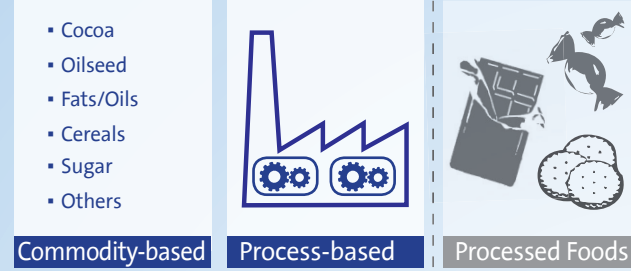 ▪ Cocoa
▪ Oilseed
▪ Fats/Oils
▪ Cereals
▪ Sugar
▪ Others
Commodity-based
Process-based
Processed Foods